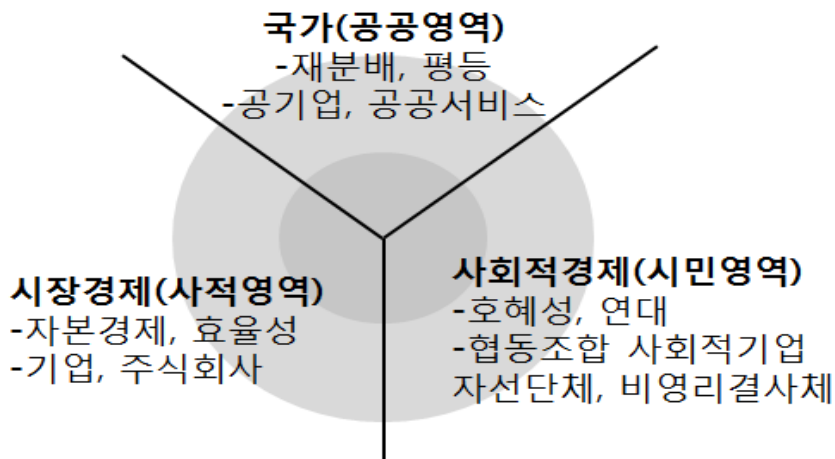 국가(공공영역)
-재분배, 평등
-공기업, 공공서비스
시장경제(사적영역)
-자본경제, 효율성
-기업, 주식회사
사회적경제(시민영역)
-호혜성, 연대
-협동조합 사회적기업
자선단체, 비영리결사체